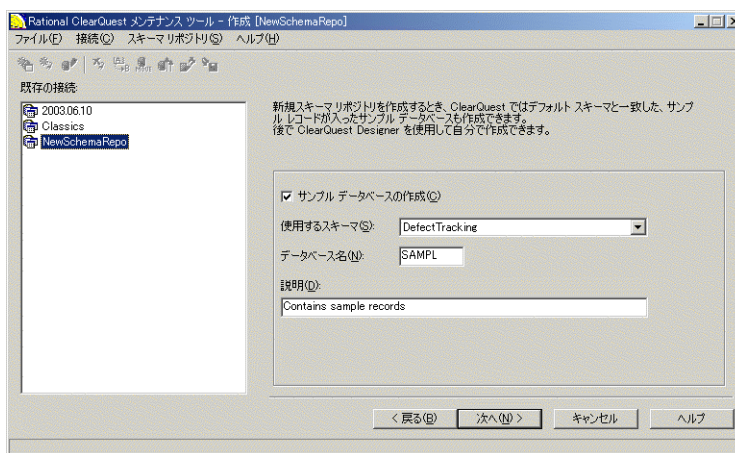 Rational ClearQuest メンテナンス ツール - 作成 [NewSchemaRepo]
ファイル(F) 接続(C) スキーマ リポジトリ(S) ヘルプ(H)
既存の接続:
2003.06.10
Classics
NewSchemaRepo
新規スキーマ リポジトリを作成するとき、ClearQuest ではデフォルト スキーマと一致した、サンプ
ル レコードが入ったサンプル データベースも作成できます。
後で ClearQuest Designer を使用して自分で作成できます。
サンプル データベースの作成(C)
使用するスキーマ(S): DefectTracking
データベース名(N): SAMPL
説明(D):
Contains sample records
< 戻る(B) 次へ(N) > キャンセル ヘルプ